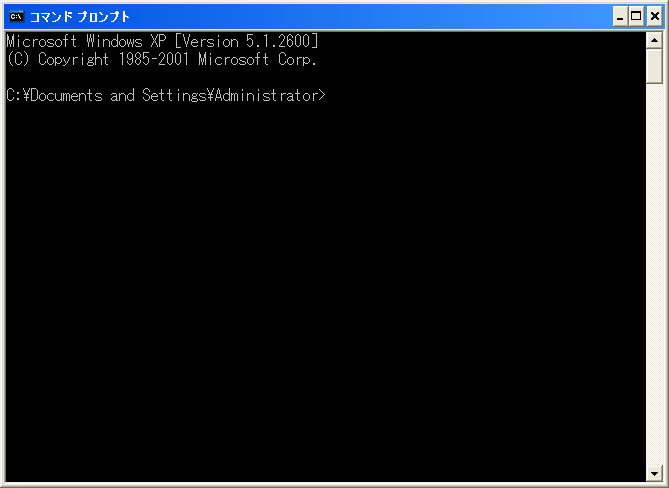 コマンド プロンプト
Microsoft Windows XP [Version 5.1.2600]
(C) Copyright 1985-2001 Microsoft Corp.
C:¥Documents and Settings¥Administrator>